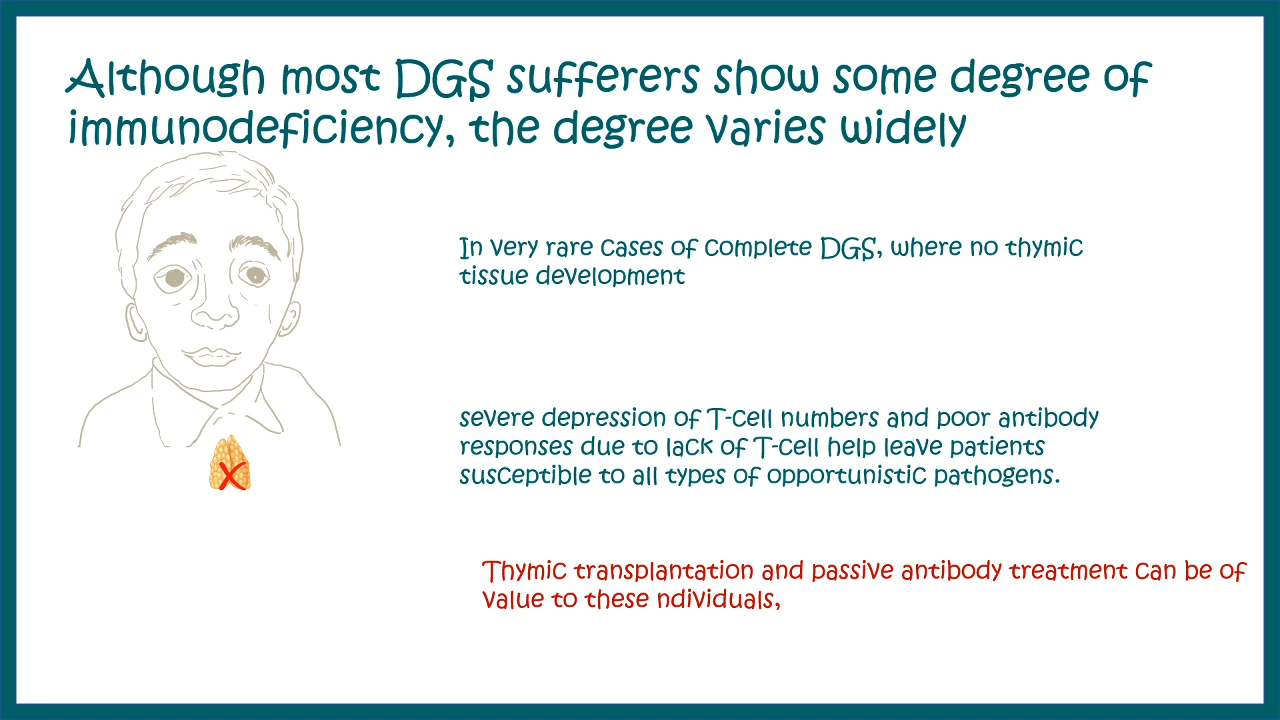 Although most DGS sufferers show some degree of
immunodeficiency, the degree varies widely
In very rare cases of complete DGS, where no thymic
tissue development
severe depression of T-cell numbers and poor antibody
responses due to lack of T-cell help leave patients
susceptible to all types of opportunistic pathogens.
Thymic transplantation and passive antibody treatment can be of
value to these ndividuals,